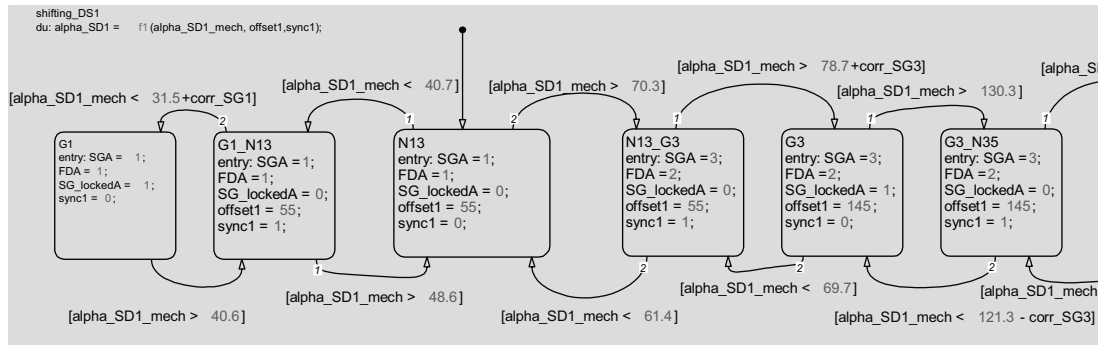 shifting_DS1
du: alpha_SD1 = f1(alpha_SD1_mech, offset1,sync1);
[alpha_SD1_mech < 31.5+corr_SG1]
[alpha_SD1_mech < 40.7]
[alpha_SD1_mech > 70.3]
[alpha_SD1_mech > 78.7+corr_SG3]
[alpha_SD1_mech > 130.3]
2
1
2
1
1
1
G1
entry: SGA = 1;
FDA = 1;
SG_lockedA = 1;
sync1 = 0;
G1_N13
entry: SGA =1;
FDA =1;
SG_lockedA = 0;
offset1 = 55;
sync1 = 1;
N13
entry: SGA =1;
FDA =1;
SG_lockedA = 0;
offset1 = 55;
sync1 = 0;
N13_G3
entry: SGA =3;
FDA =2;
SG_lockedA = 0;
offset1 = 55;
sync1 = 1;
G3
entry: SGA =3;
FDA =2;
SG_lockedA = 1;
offset1 = 145;
sync1 = 0;
G3_N35
entry: SGA =3;
FDA =2;
SG_lockedA = 0;
offset1 = 145;
sync1 = 1;
1
2
2
2
[alpha_SD1_mech > 40.6]
[alpha_SD1_mech > 48.6]
[alpha_SD1_mech < 61.4]
[alpha_SD1_mech < 69.7]
[alpha_SD1_mech < 121.3 - corr_SG3]
[alpha_SD1_mech